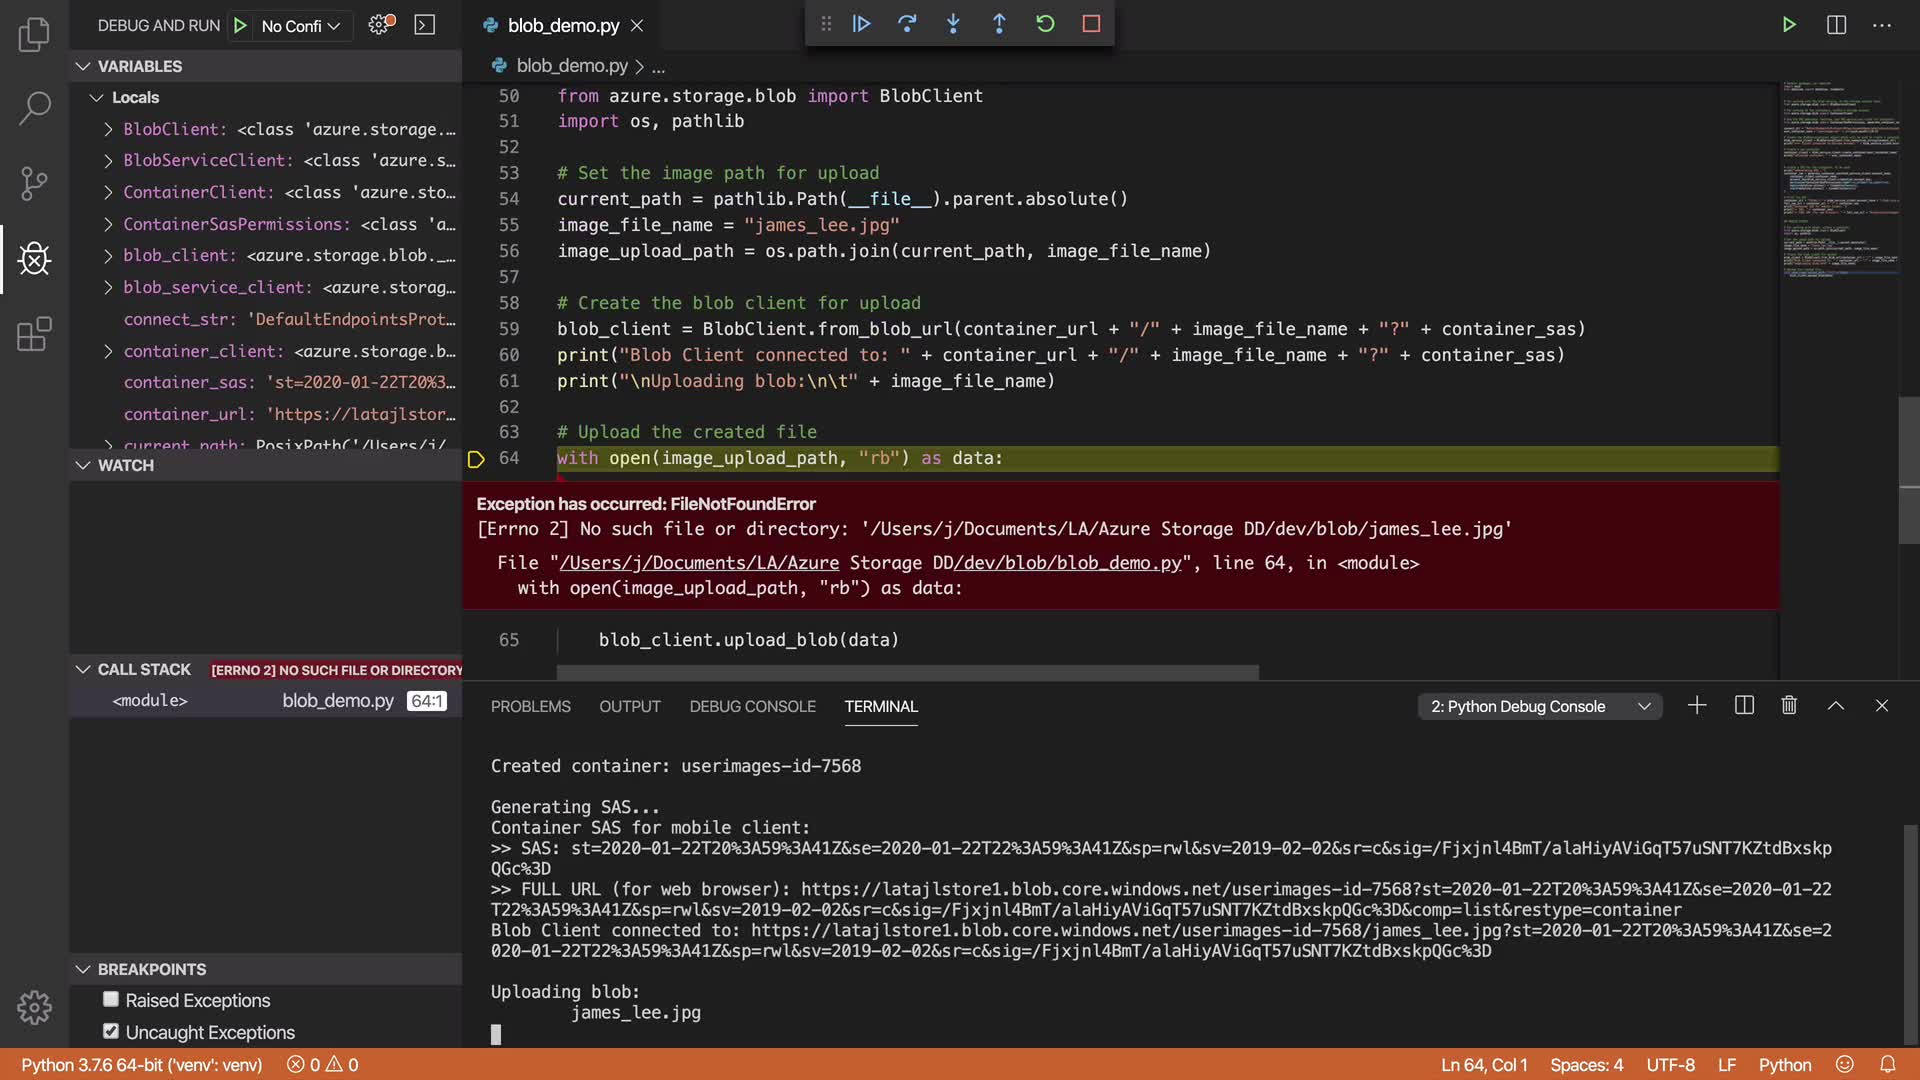 DEBUG AND RUN
No Confi
blob_demo.py
VARIABLES
blob_demo.py > ...
Locals
BlobClient: <class 'azure.storage....
BlobServiceClient: <class 'azure.s...
ContainerClient: <class 'azure.sto...
ContainerSasPermissions: <class 'a...
blob_client: <azure.storage.blob._...
blob_service_client: <azure.storag...
connect_str: 'DefaultEndpointsProt...
container_client: <azure.storage.b...
container_sas: 'st=2020-01-22T20%3...
container_url: 'https://latajlstor...
current_path: PosixPath('/Users/j/
WATCH
CALL STACK
[ERRNO 2] NO SUCH FILE OR DIRECTORY
<module> blob_demo.py 64:1
BREAKPOINTS
Raised Exceptions
Uncaught Exceptions
50 from azure.storage.blob import BlobClient
51 import os, pathlib
52
53 # Set the image path for upload
54 current_path = pathlib.Path(__file__).parent.absolute()
55 image_file_name = "james_lee.jpg"
56 image_upload_path = os.path.join(current_path, image_file_name)
57
58 # Create the blob client for upload
59 blob_client = BlobClient.from_blob_url(container_url + "/" + image_file_name + "?" + container_sas)
60 print("Blob Client connected to: " + container_url + "/" + image_file_name + "?" + container_sas)
61 print("\nUploading blob:\n\t" + image_file_name)
62
63 # Upload the created file
64 with open(image_upload_path, "rb") as data:
Exception has occurred: FileNotFoundError
[Errno 2] No such file or directory: '/Users/j/Documents/LA/Azure Storage DD/dev/blob/james_lee.jpg'
File "/Users/j/Documents/LA/Azure Storage DD/dev/blob/blob_demo.py", line 64, in <module>
with open(image_upload_path, "rb") as data:
65 blob_client.upload_blob(data)
PROBLEMS OUTPUT DEBUG CONSOLE TERMINAL
2: Python Debug Console
Created container: userimages-id-7568
Generating SAS...
Container SAS for mobile client:
>> SAS: st=2020-01-22T20%3A59%3A41Z&se=2020-01-22T22%3A59%3A41Z&sp=rwl&sv=2019-02-02&sr=c&sig=/Fjxjnl4BmT/alaHiyAViGqT57uSNT7KZtdBxskp
QGc%3D
>> FULL URL (for web browser): https://latajlstore1.blob.core.windows.net/userimages-id-7568?st=2020-01-22T20%3A59%3A41Z&se=2020-01-22
T22%3A59%3A41Z&sp=rwl&sv=2019-02-02&sr=c&sig=/Fjxjnl4BmT/alaHiyAViGqT57uSNT7KZtdBxskpQGc%3D&comp=list&restype=container
Blob Client connected to: https://latajlstore1.blob.core.windows.net/userimages-id-7568/james_lee.jpg?st=2020-01-22T20%3A59%3A41Z&se=2
020-01-22T22%3A59%3A41Z&sp=rwl&sv=2019-02-02&sr=c&sig=/Fjxjnl4BmT/alaHiyAViGqT57uSNT7KZtdBxskpQGc%3D
Uploading blob:
james_lee.jpg
Python 3.7.6 64-bit ('venv': venv) 0 0
Ln 64, Col 1 Spaces: 4 UTF-8 LF Python